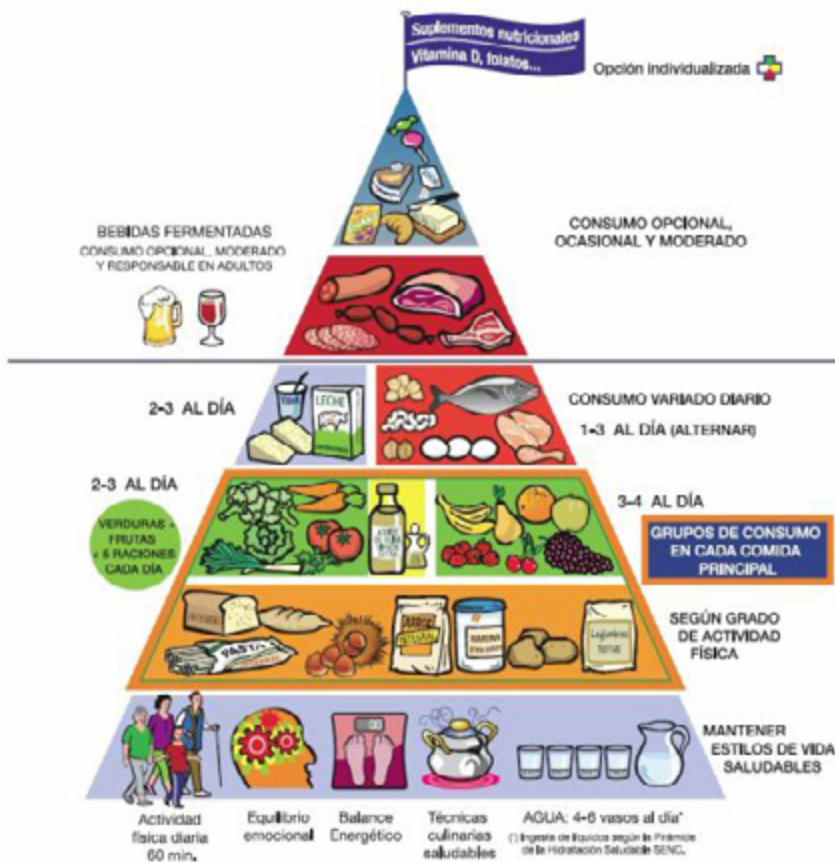 Suplementos nutricionales
Vitamina D, folatos...
Opción individualizada
BEBIDAS FERMENTADAS
CONSUMO OPCIONAL, MODERADO
Y RESPONSABLE EN ADULTOS
CONSUMO OPCIONAL,
OCASIONAL Y MODERADO
2-3 AL DÍA
LECHE
CONSUMO VARIADO DIARIO
1-3 AL DÍA (ALTERNAR)
2-3 AL DÍA
VERDURAS +
FRUTAS
+ 5 RACIONES
CADA DÍA
3-4 AL DÍA
GRUPOS DE CONSUMO
EN CADA COMIDA
PRINCIPAL
INTEGRAL
PASTA
HARINA
Legumbres
SEGÚN GRADO
DE ACTIVIDAD
FÍSICA
MANTENER
ESTILOS DE VIDA
SALUDABLES
Actividad
física diaria
60 min.
Equilibrio
emocional
Balance
Energético
Técnicas
culinarias
saludables
AGUA: 4-6 vasos al día*
(*) Ingesta de líquidos según la Pirámide
de la Hidratación Saludable SENC.